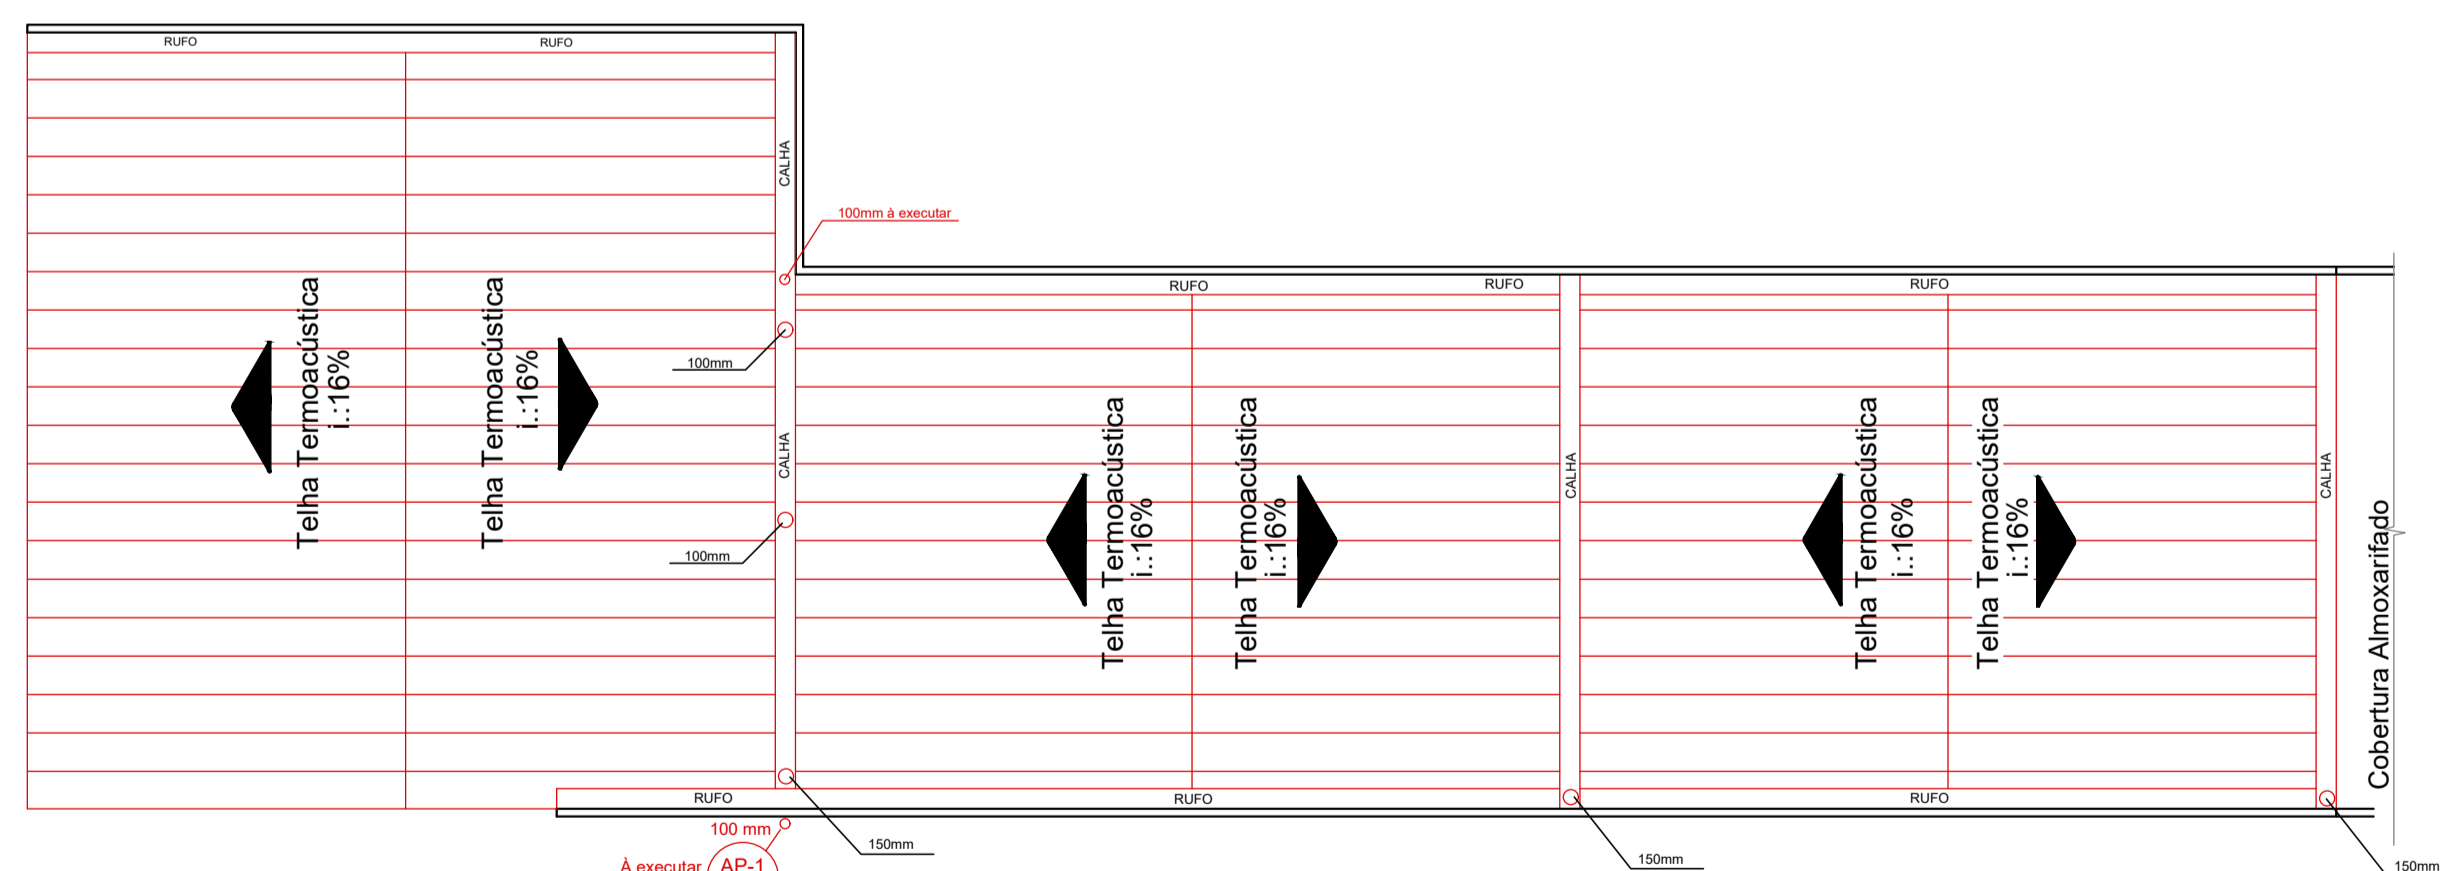 RUFO
RUFO
CALHA
100mm à executar
RUFO
RUFO
RUFO
Telha Termoacústica
i.:16%
Telha Termoacústica
i.:16%
100mm
CALHA
100mm
Telha Termoacústica
i.:16%
Telha Termoacústica
i.:16%
CALHA
Telha Termoacústica
i.:16%
Telha Termoacústica
i.:16%
CALHA
Cobertura Almoxarifado
RUFO
RUFO
RUFO
100 mm
À executar
AP-1
150mm
150mm
150mm